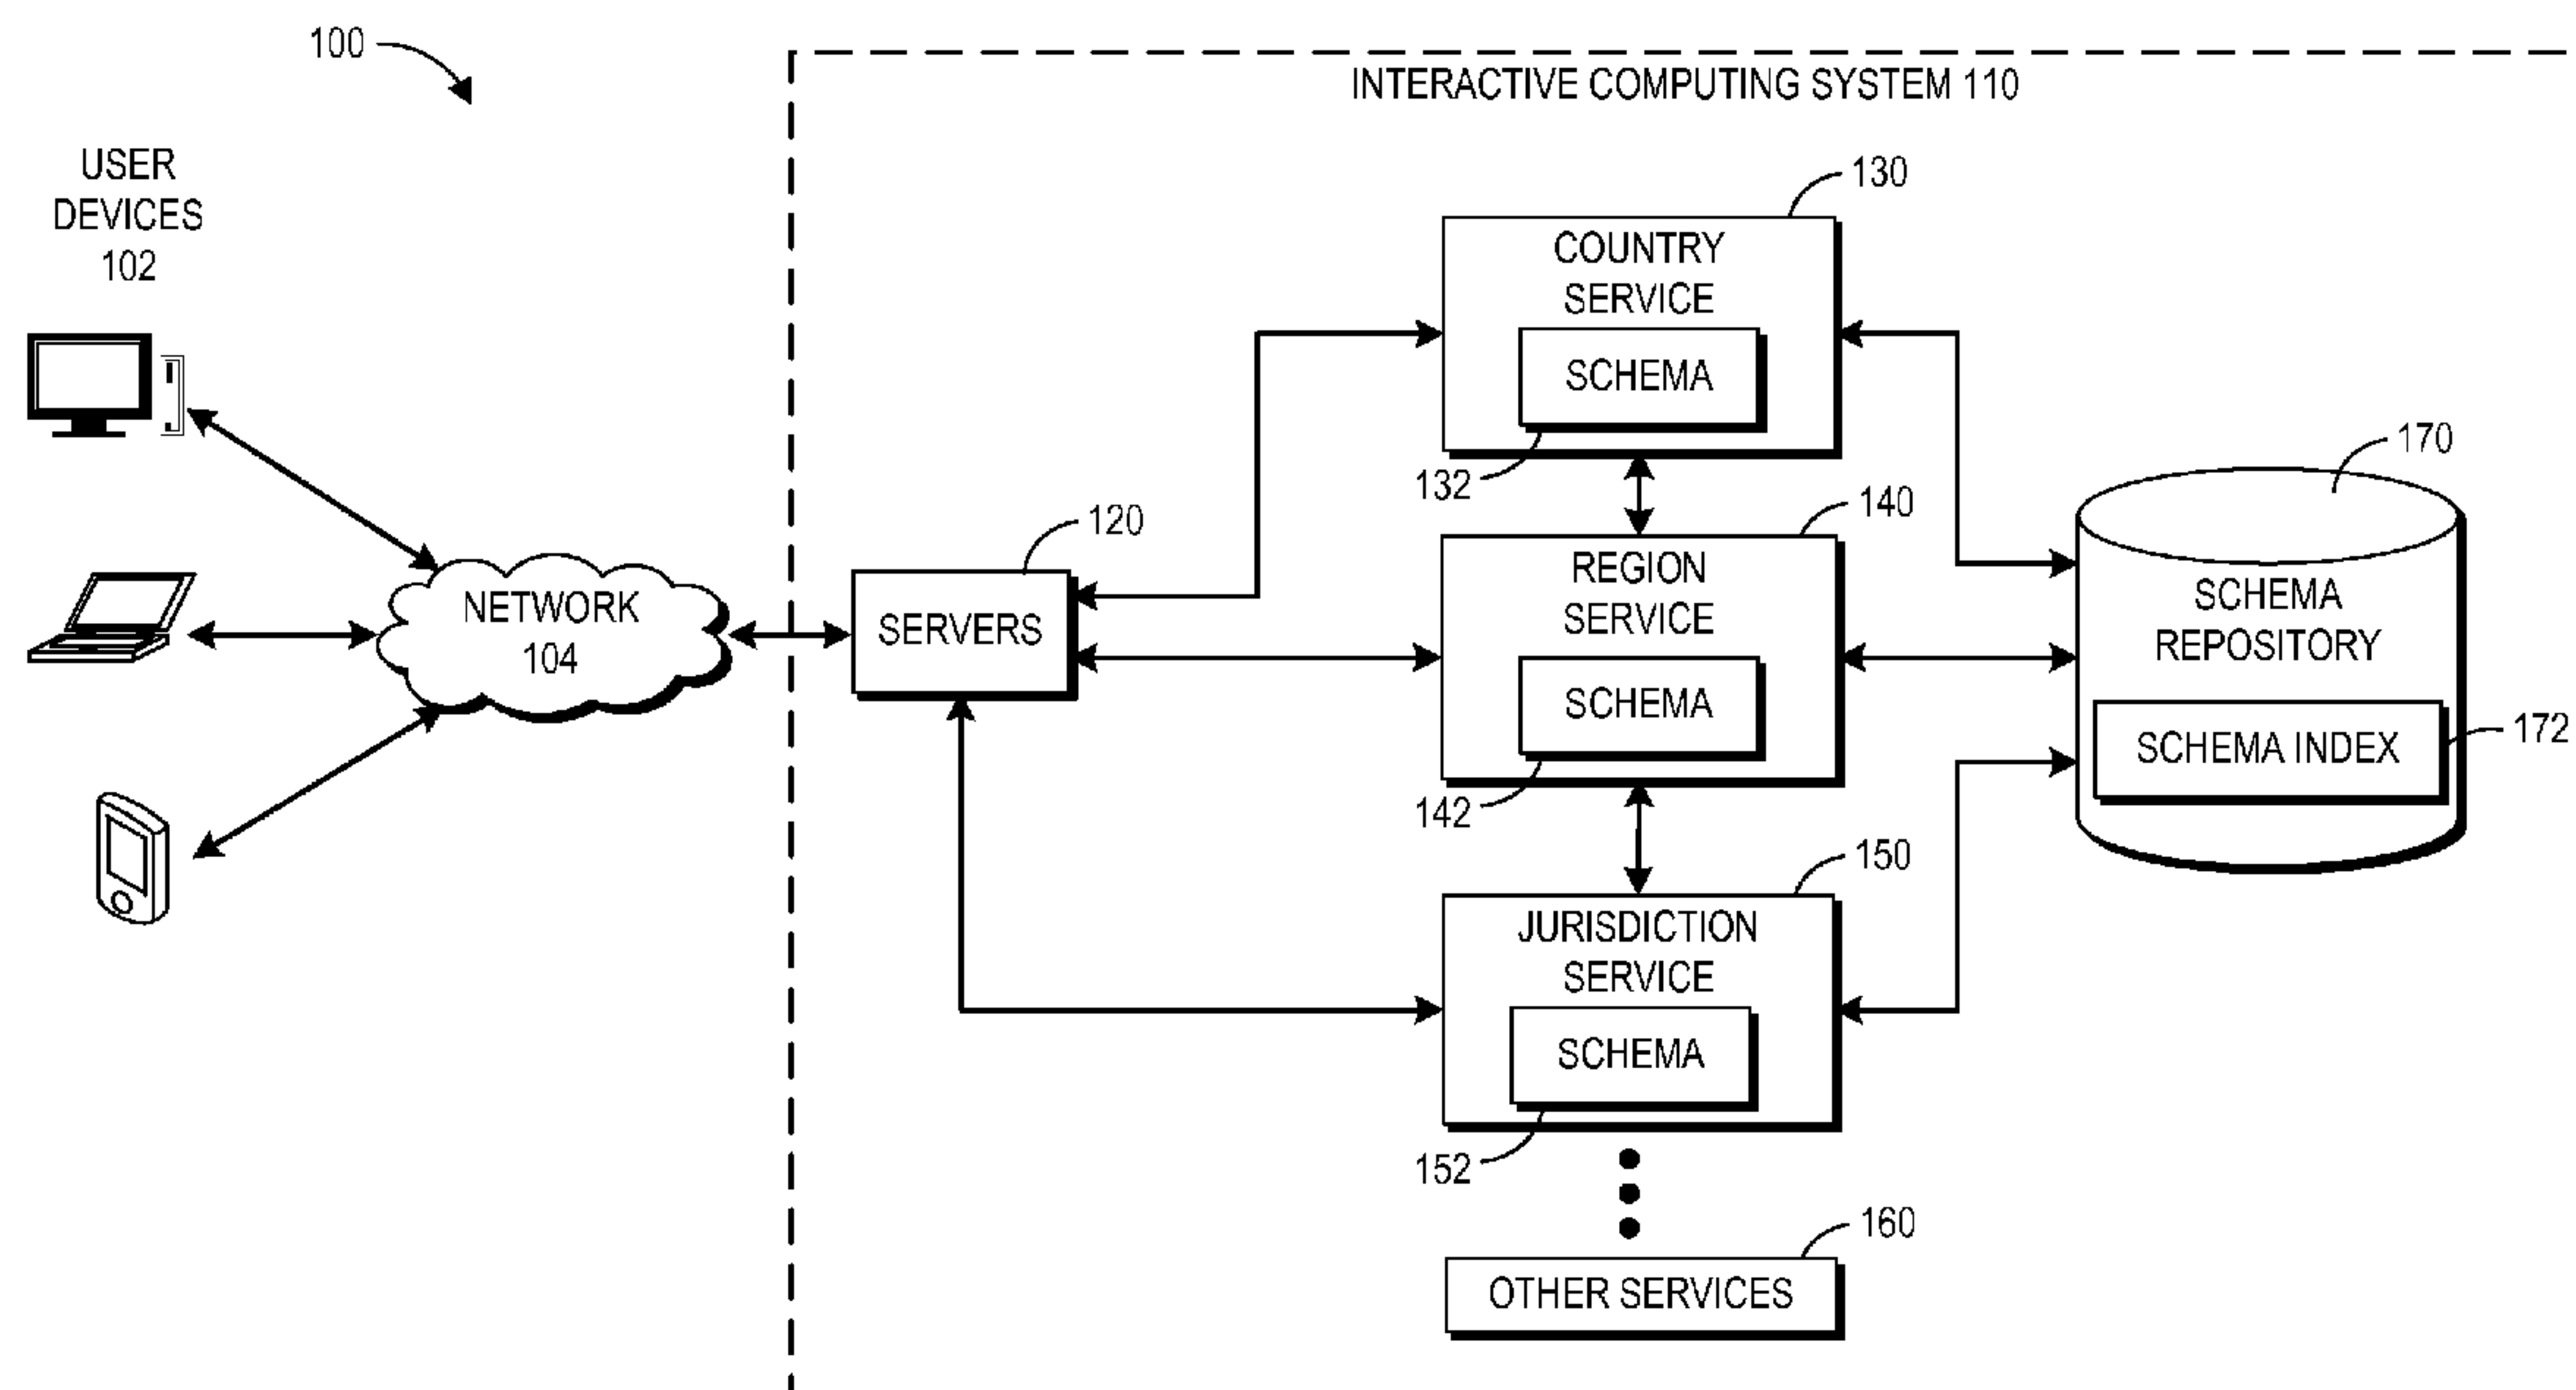 100
INTERACTIVE COMPUTING SYSTEM 110
USER
DEVICES
102
130
COUNTRY
SERVICE
SCHEMA
132
170
140
120
REGION
SERVICE
NETWORK
104
SERVERS
SCHEMA
REPOSITORY
SCHEMA
142
SCHEMA INDEX
172
150
JURISDICTION
SERVICE
SCHEMA
152
160
OTHER SERVICES